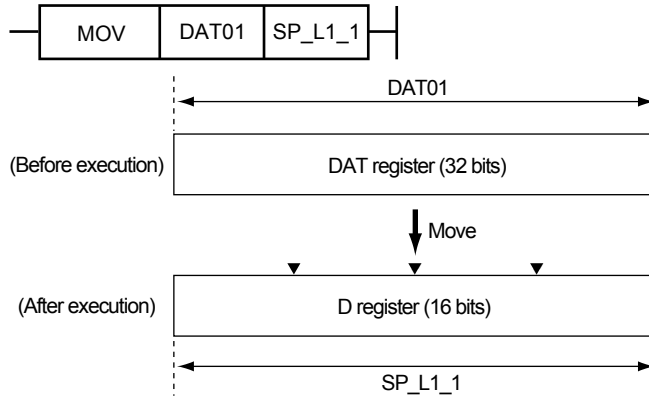 MOV DAT01 SP_L1_1
DAT01
(Before execution) DAT register (32 bits)
Move
(After execution) D register (16 bits)
SP_L1_1